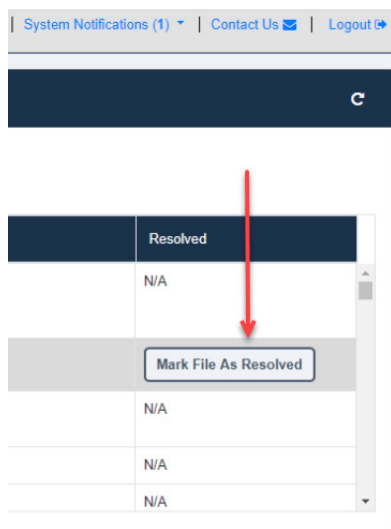 | System Notifications (1) | Contact Us | Logout
Resolved
N/A
Mark File As Resolved
N/A
N/A
N/A